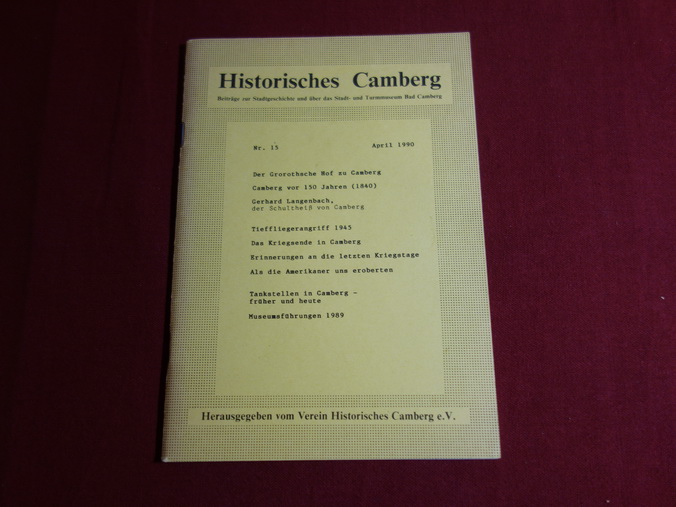 Historisches Camberg
Beiträge zur Stadtgeschichte und über das Stadt- und Turmmuseum Bad Camberg
Nr. 15 April 1990
Der Grorothsche Hof zu Camberg
Camberg vor 150 Jahren (1840)
Gerhard Langenbach,
der Schultheiß von Camberg
Tieffliegerangriff 1945
Das Kriegsende in Camberg
Erinnerungen an die letzten Kriegstage
Als die Amerikaner uns eroberten
Tankstellen in Camberg –
früher und heute
Museumsführungen 1989
Herausgegeben vom Verein Historisches Camberg e.V.